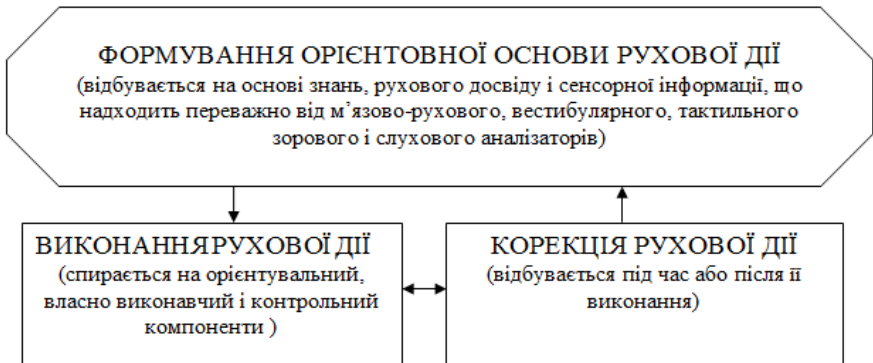 ФОРМУВАННЯ ОРІЄНТОВНОЇ ОСНОВИ РУХОВОЇ ДІЇ
(відбувається на основі знань, рухового досвіду і сенсорної інформації, що
надходить переважно від м’язово-рухового, вестибулярного, тактильного
зорового і слухового аналізаторів)
ВИКОНАННЯ РУХОВОЇ ДІЇ
(спирається на орієнтувальний,
власно виконавчий і контрольний
компоненти )
КОРЕКЦІЯ РУХОВОЇ ДІЇ
(відбувається під час або після її
виконання)